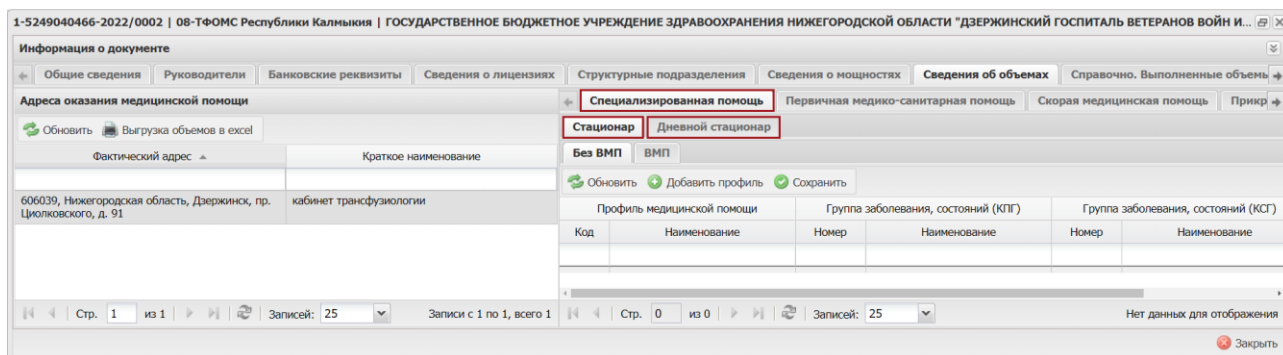 1-5249040466-2022/0002 | 08-ТФОМС Республики Калмыкия | ГОСУДАРСТВЕННОЕ БЮДЖЕТНОЕ УЧРЕЖДЕНИЕ ЗДРАВООХРАНЕНИЯ НИЖЕГОРОДСКОЙ ОБЛАСТИ "ДЗЕРЖИНСКИЙ ГОСПИТАЛЬ ВЕТЕРАНОВ ВОЙН И...
Информация о документе
Общие сведения Руководители Банковские реквизиты Сведения о лицензиях Структурные подразделения Сведения о мощностях Сведения об объемах Справочно. Выполненные объемы
Адреса оказания медицинской помощи
Обновить Выгрузка объемов в excel
Фактический адрес Краткое наименование
606039, Нижегородская область, Дзержинск, пр. Циолковского, д. 91 кабинет трансфузиологии
Стр. 1 из 1 Записей: 25 Записи с 1 по 1, всего 1
Специализированная помощь Первичная медико-санитарная помощь Скорая медицинская помощь Прикр
Стационар Дневной стационар
Без ВМП ВМП
Обновить Добавить профиль Сохранить
Профиль медицинской помощи Группа заболевания, состояний (КПГ) Группа заболевания, состояний (КСГ)
Код Наименование Номер Наименование Номер Наименование
Стр. 0 из 0 Записей: 25 Нет данных для отображения
Закрыть